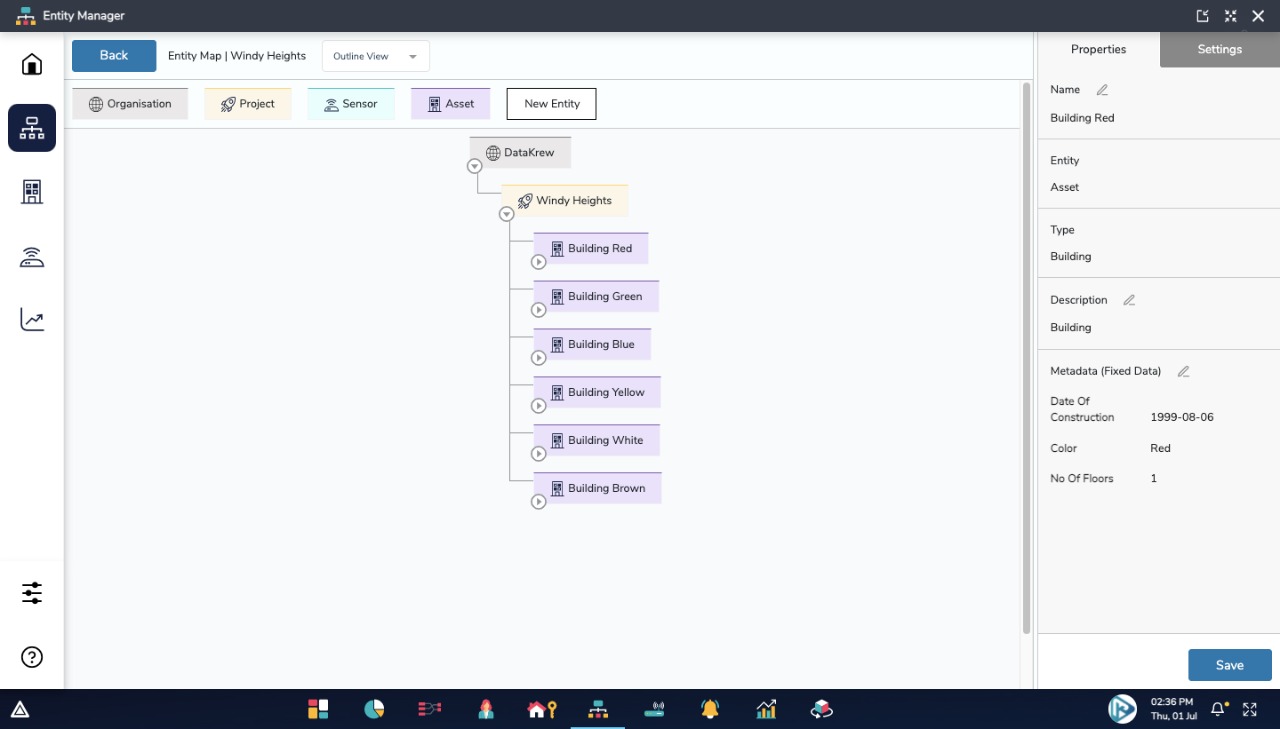 Entity Manager
Back
Entity Map | Windy Heights
Outline View
Organisation
Project
Sensor
Asset
New Entity
DataKrew
Windy Heights
Building Red
Building Green
Building Blue
Building Yellow
Building White
Building Brown
Properties
Settings
Name
Building Red
Entity
Asset
Type
Building
Description
Building
Metadata (Fixed Data)
Date Of
Construction 1999-08-06
Color Red
No Of Floors 1
Save
02:36 PM
Thu, 01 Jul